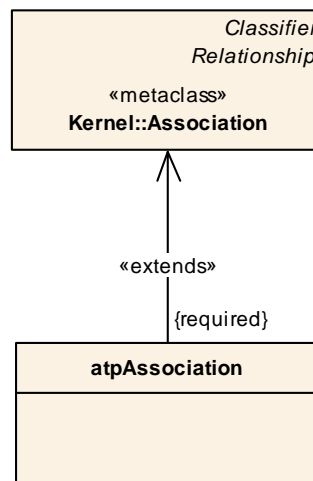 Classifier
Relationship
«metaclass»
Kernel::Association
«extends»
{required}
atpAssociation